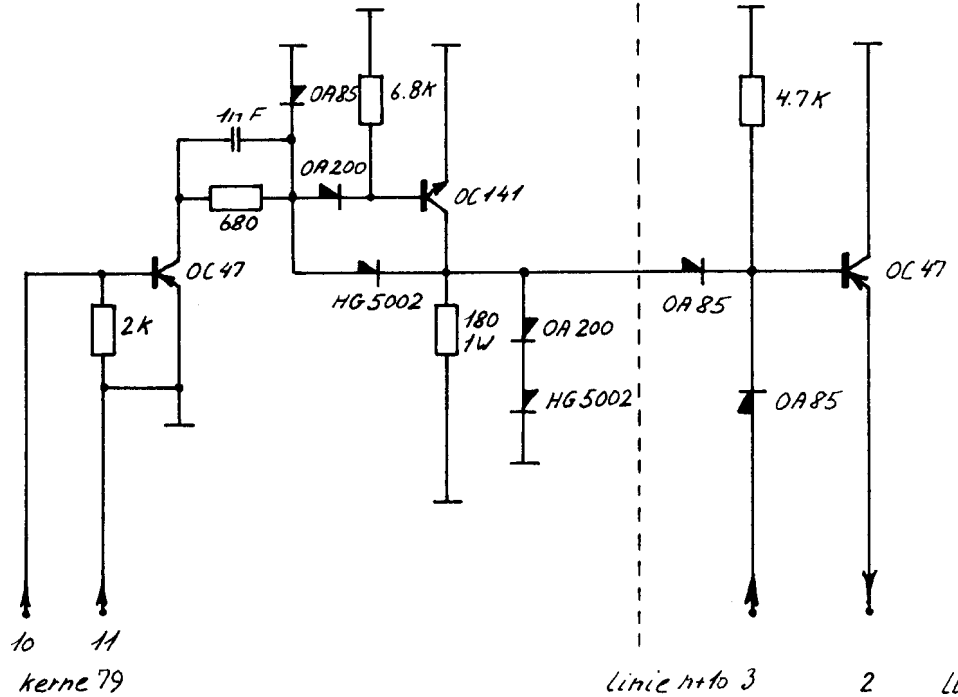 1nF
OA85
6.8K
4.7K
OA200
680
OC141
OC47
HG5002
OA85
OC47
2K
180
1W
OA200
HG5002
OA85
10
11
kerne 79
linie n+10 3
2